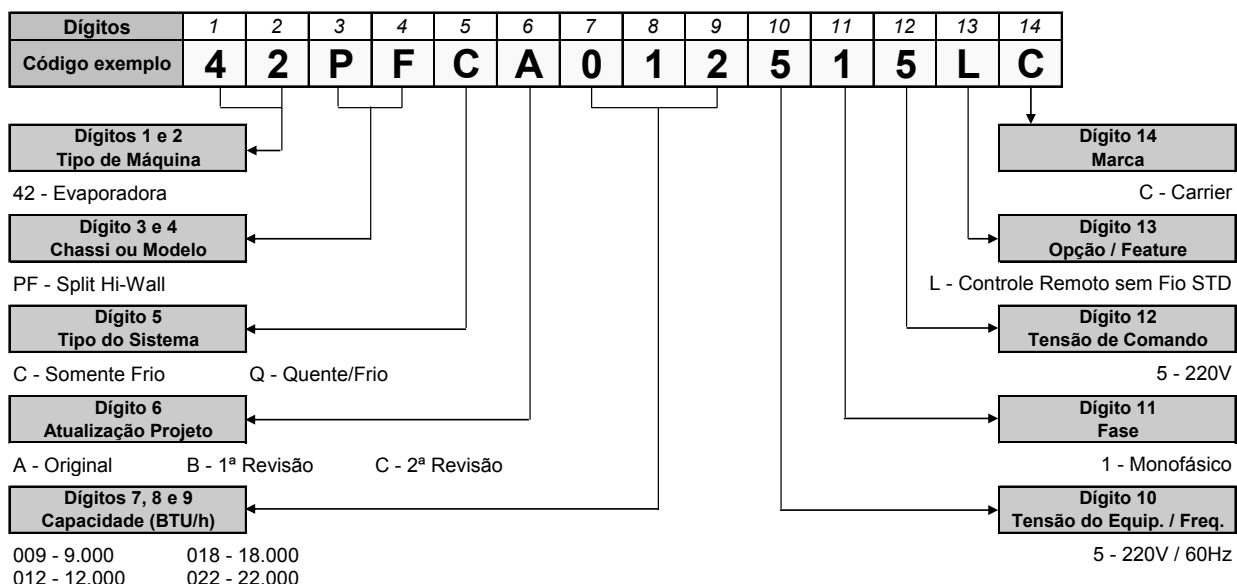 Dígitos 1 2 3 4 5 6 7 8 9 10 11 12 13 14
Código exemplo 4 2 P F C A 0 1 2 5 1 5 L C
Dígitos 1 e 2
Tipo de Máquina
42 - Evaporadora
Dígito 3 e 4
Chassi ou Modelo
PF - Split Hi-Wall
Dígito 5
Tipo do Sistema
C - Somente Frio Q - Quente/Frio
Dígito 6
Atualização Projeto
A - Original B - 1ª Revisão C - 2ª Revisão
Dígitos 7, 8 e 9
Capacidade (BTU/h)
009 - 9.000 018 - 18.000
012 - 12.000 022 - 22.000
Dígito 14
Marca
C - Carrier
Dígito 13
Opção / Feature
L - Controle Remoto sem Fio STD
Dígito 12
Tensão de Comando
5 - 220V
Dígito 11
Fase
1 - Monofásico
Dígito 10
Tensão do Equip. / Freq.
5 - 220V / 60Hz